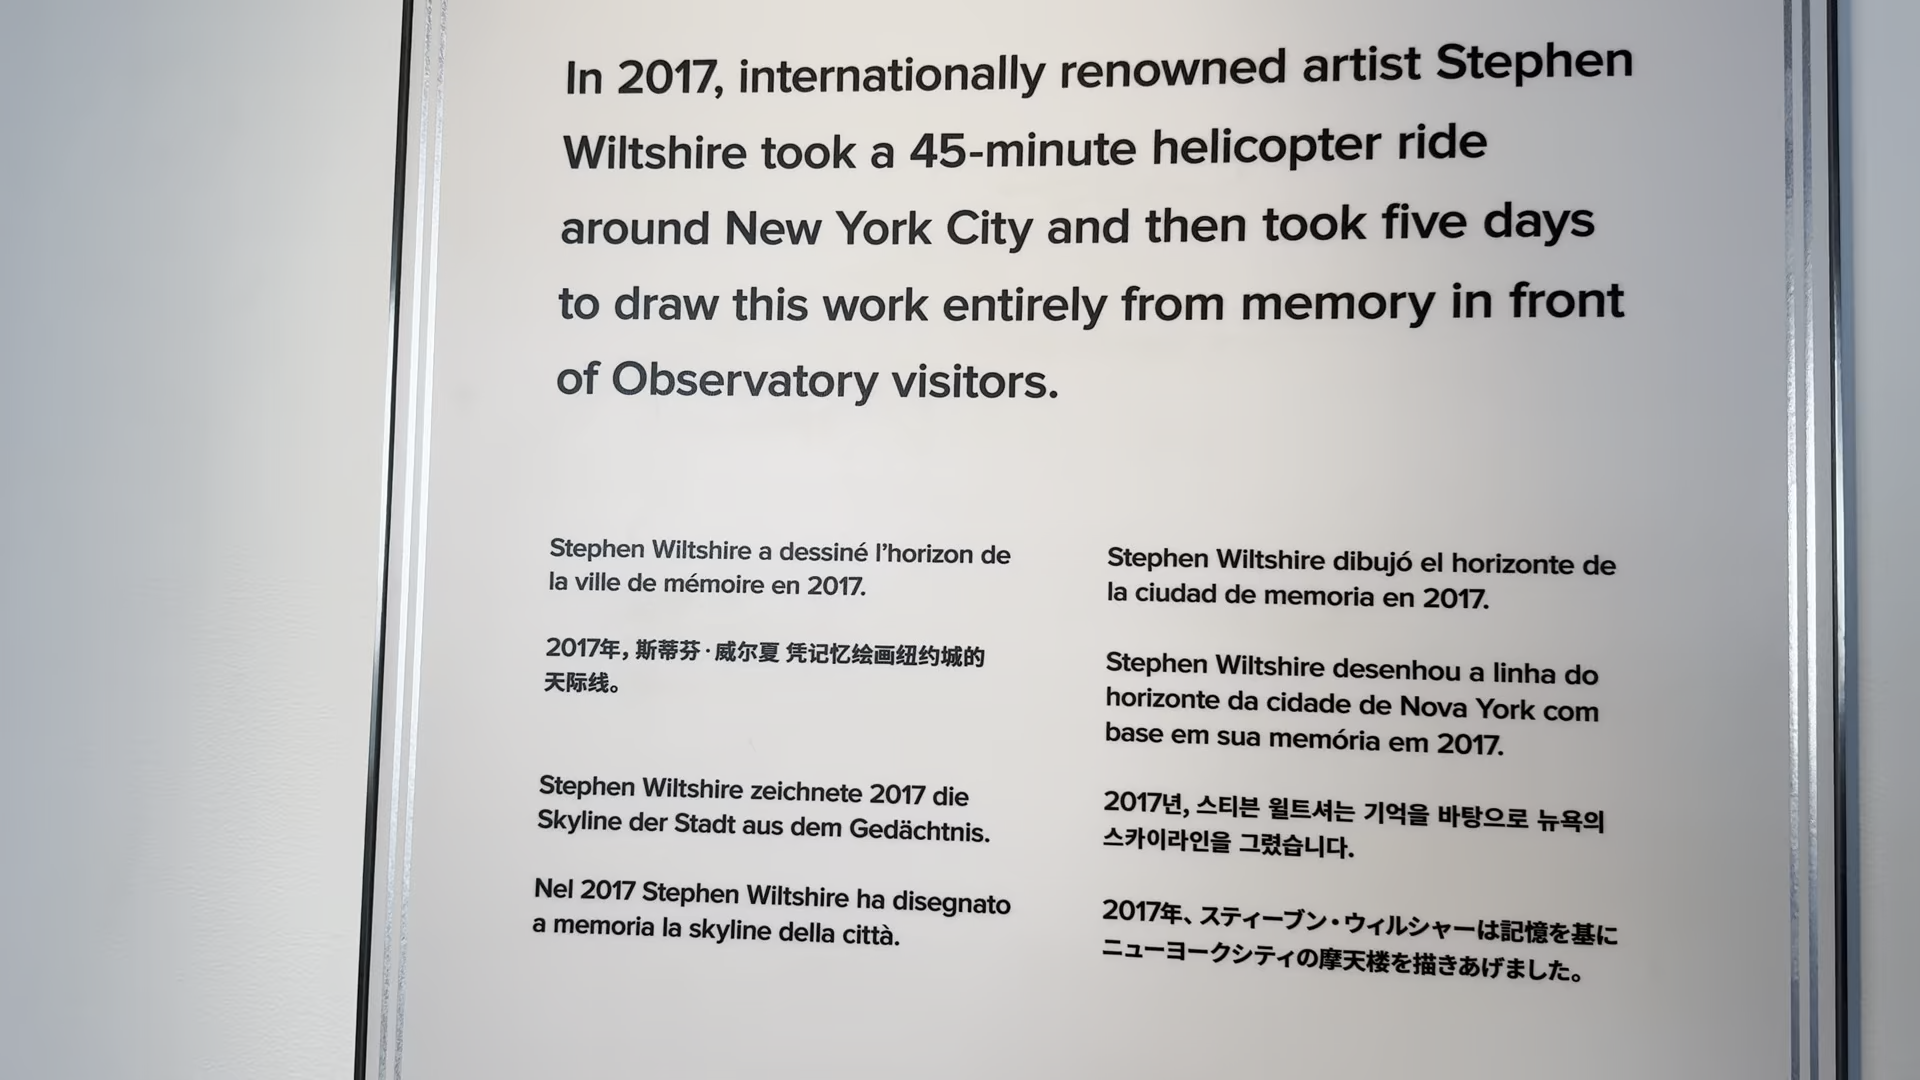 In 2017, internationally renowned artist Stephen
Wiltshire took a 45-minute helicopter ride
around New York City and then took five days
to draw this work entirely from memory in front
of Observatory visitors.
Stephen Wiltshire a dessiné l’horizon de
la ville de mémoire en 2017.
2017年，斯蒂芬·威尔夏 凭记忆绘画纽约城的
天际线。
Stephen Wiltshire zeichnete 2017 die
Skyline der Stadt aus dem Gedächtnis.
Nel 2017 Stephen Wiltshire ha disegnato
a memoria la skyline della città.
Stephen Wiltshire dibujó el horizonte de
la ciudad de memoria en 2017.
Stephen Wiltshire desenhou a linha do
horizonte da cidade de Nova York com
base em sua memória em 2017.
2017년, 스티븐 윌트셔는 기억을 바탕으로 뉴욕의
스카이라인을 그렸습니다.
2017年、スティーブン・ウィルシャーは記憶を基に
ニューヨークシティの摩天楼を描きあげました。